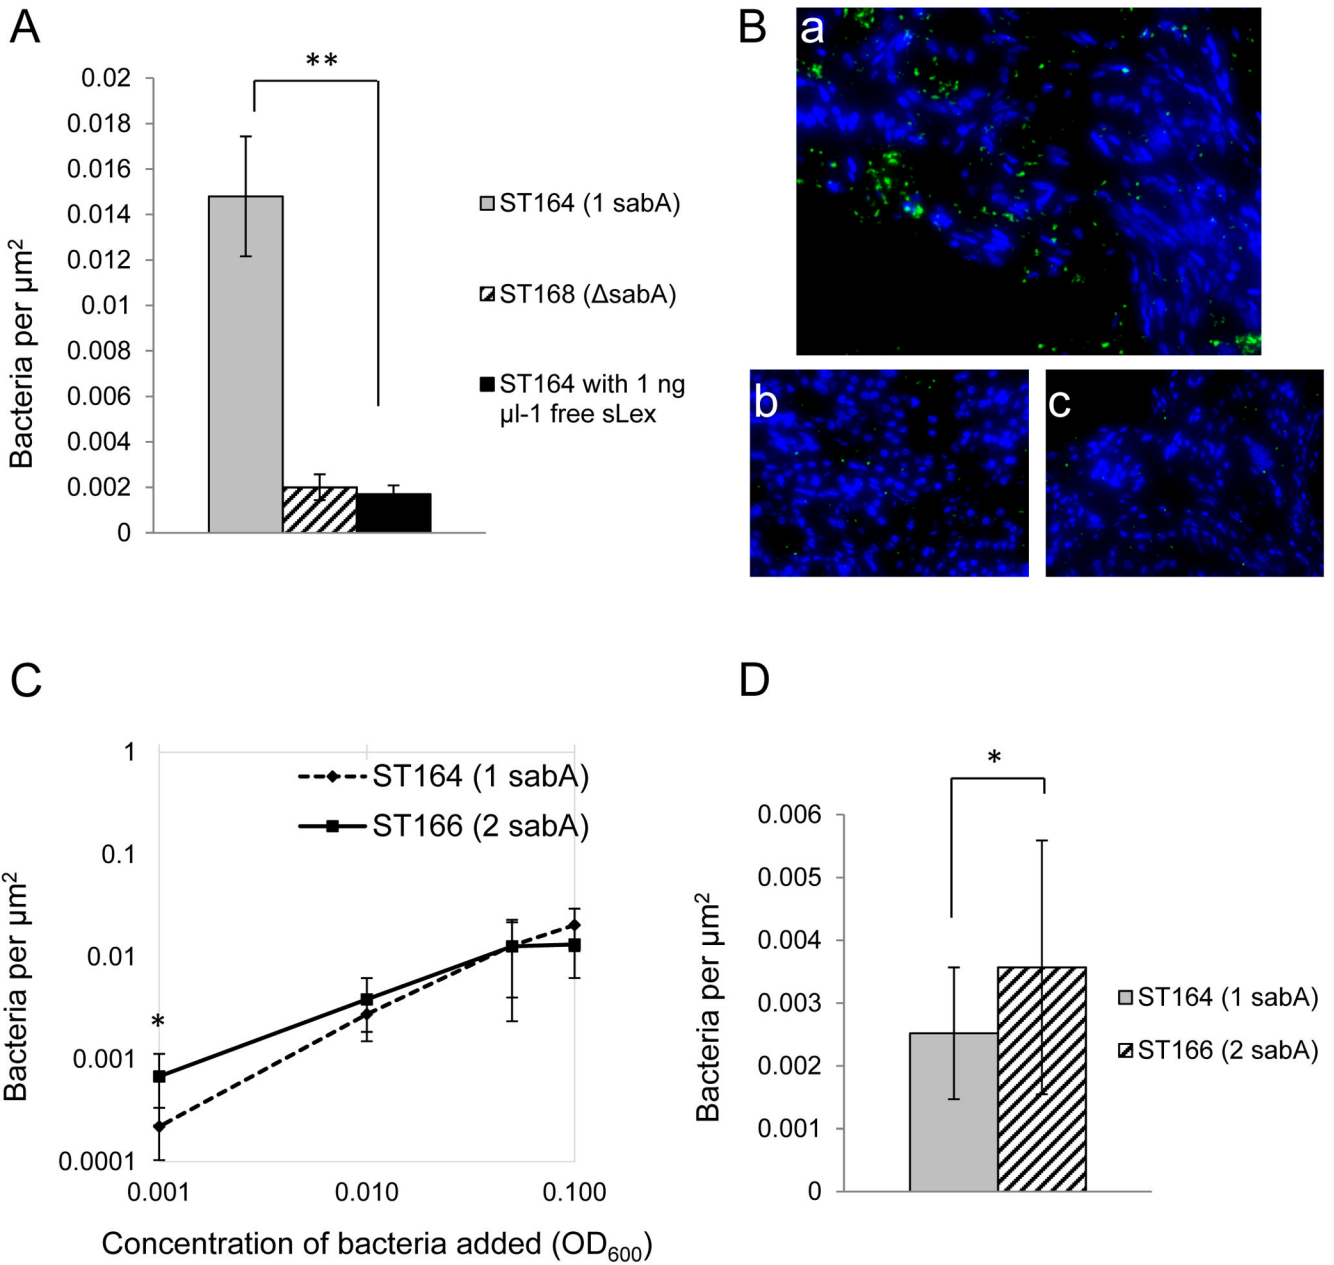 A
**
0.02
0.018
0.016
0.014
0.012
0.01
0.008
0.006
0.004
0.002
0
Bacteria per µm²
ST164 (1 sabA)
ST168 (ΔsabA)
ST164 with 1 ng
µl-1 free sLex
B
a
b
c
C
1
0.1
0.01
0.001
0.0001
Bacteria per µm²
*
ST164 (1 sabA)
ST166 (2 sabA)
0.001 0.010 0.100
Concentration of bacteria added (OD₆₀₀)
D
*
0.006
0.005
0.004
0.003
0.002
0.001
0
Bacteria per µm²
ST164 (1 sabA)
ST166 (2 sabA)